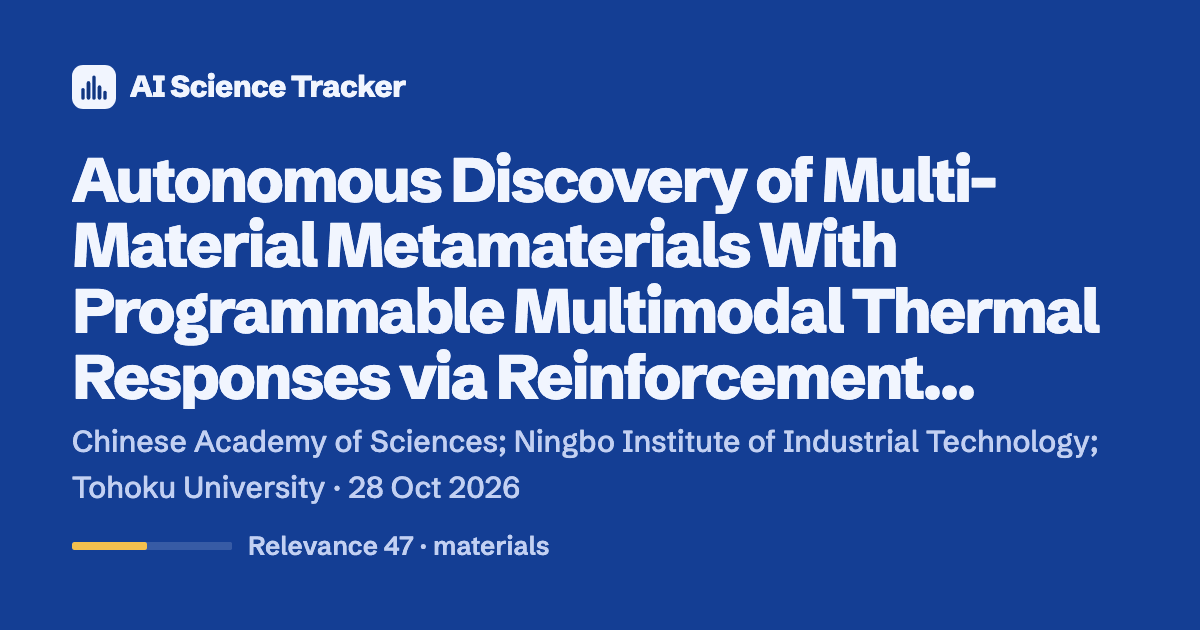 AI Science Tracker
Autonomous Discovery of Multi-
Material Metamaterials With
Programmable Multimodal Thermal
Responses via Reinforcement...
Chinese Academy of Sciences; Ningbo Institute of Industrial Technology;
Tohoku University · 28 Oct 2026
Relevance 47 · materials